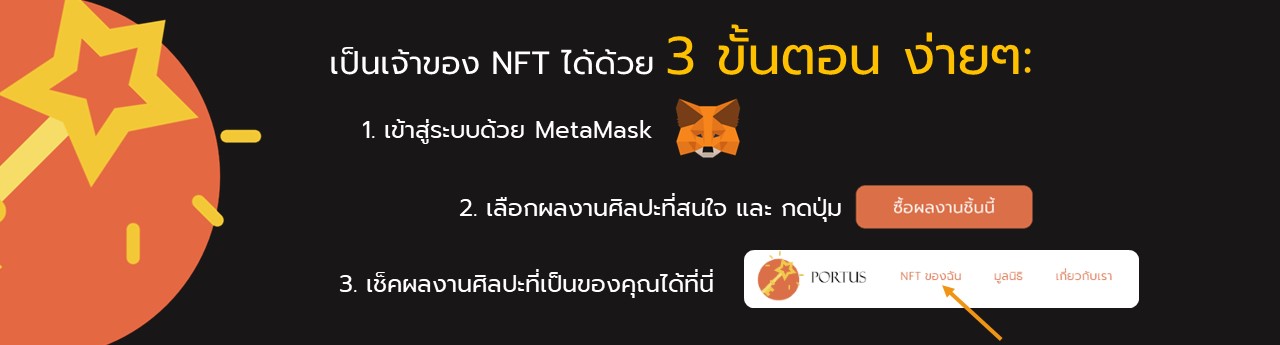 เป็นเจ้าของ NFT ได้ด้วย 3 ขั้นตอน ง่ายๆ:
1. เข้าสู่ระบบด้วย MetaMask
2. เลือกผลงานศิลปะที่สนใจ และ กดปุ่ม ซื้อผลงานชิ้นนี้
3. เช็คผลงานศิลปะที่เป็นของคุณได้ที่นี่ PORTUS NFT ของฉัน มูลนิธิ เกี่ยวกับเรา